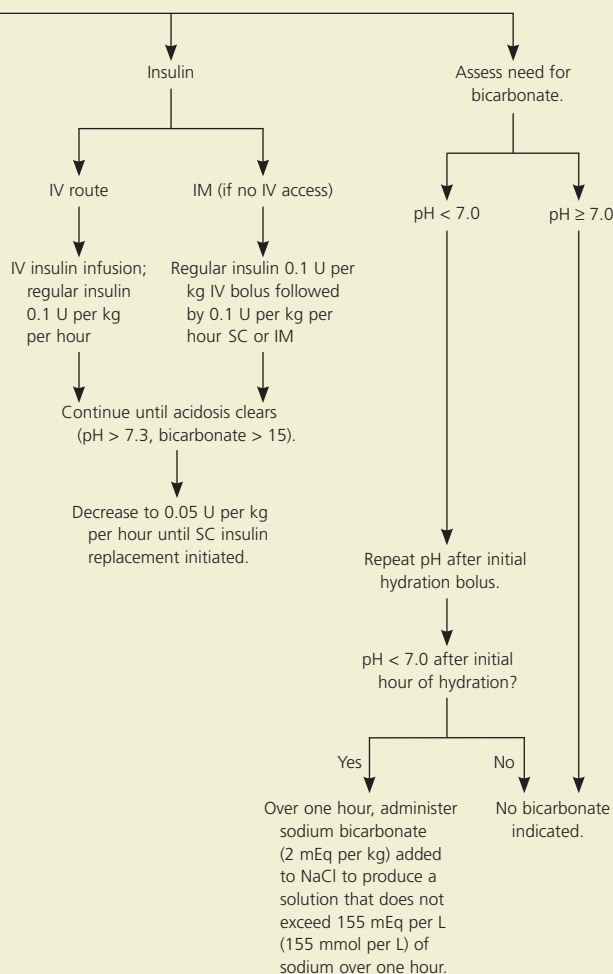 Insulin
IV route
IV insulin infusion;
regular insulin
0.1 U per kg
per hour
IM (if no IV access)
Regular insulin 0.1 U per
kg IV bolus followed
by 0.1 U per kg per
hour SC or IM
Continue until acidosis clears
(pH > 7.3, bicarbonate > 15).
Decrease to 0.05 U per kg
per hour until SC insulin
replacement initiated.
Assess need for
bicarbonate.
pH < 7.0
Repeat pH after initial
hydration bolus.
pH < 7.0 after initial
hour of hydration?
Yes
Over one hour, administer
sodium bicarbonate
(2 mEq per kg) added
to NaCl to produce a
solution that does not
exceed 155 mEq per L
(155 mmol per L) of
sodium over one hour.
No
pH ≥ 7.0
No bicarbonate
indicated.